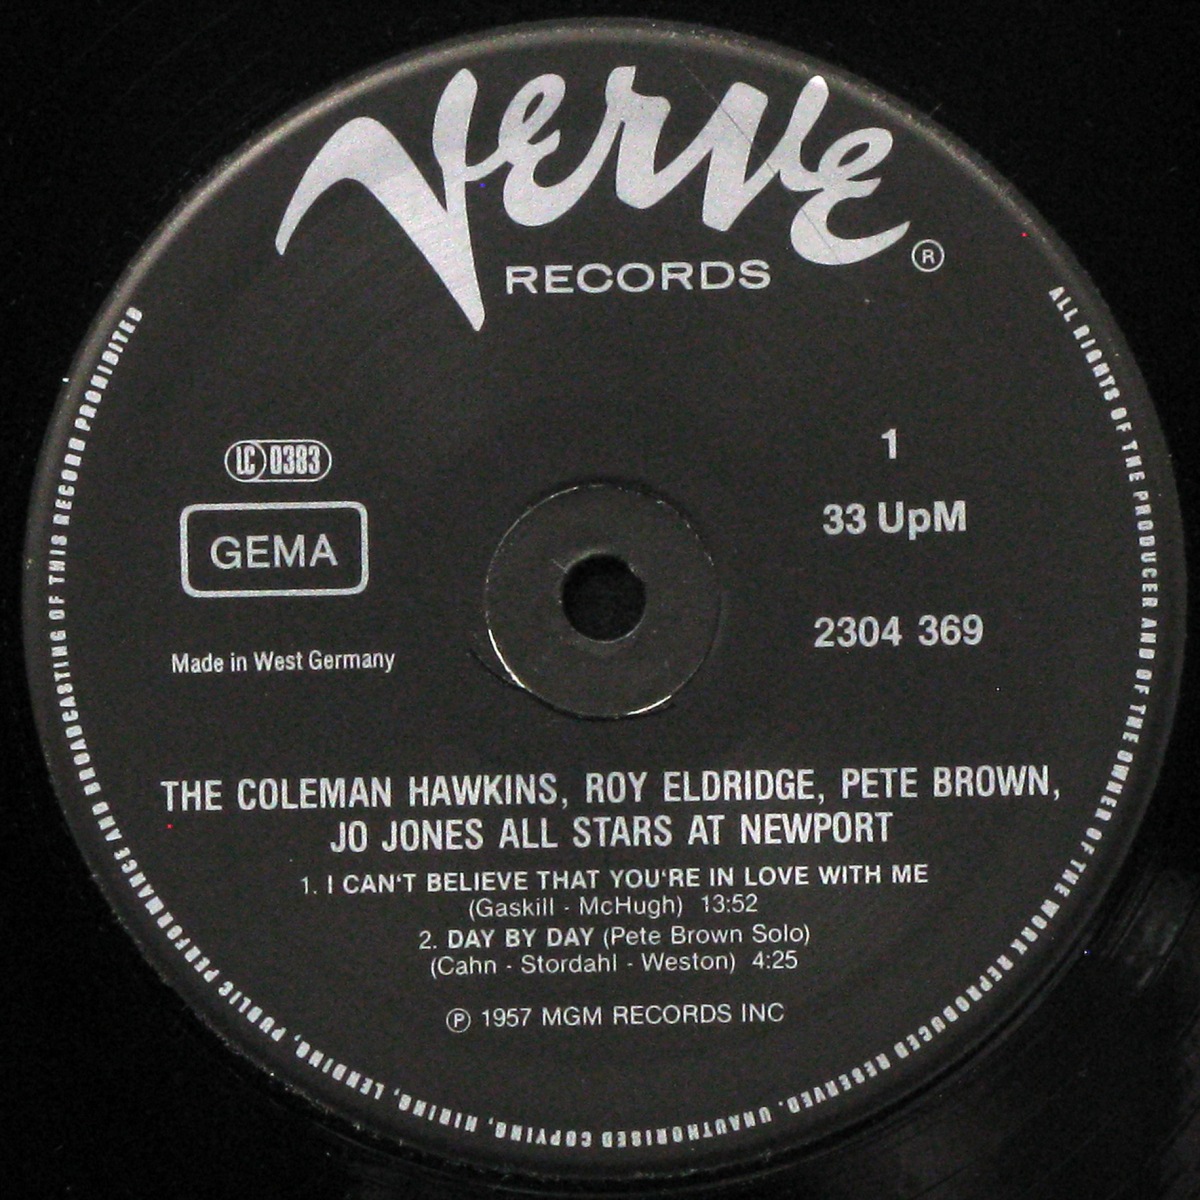 Verve
RECORDS
®
LC 0383
GEMA
Made in West Germany
1
33 UpM
2304 369
THE COLEMAN HAWKINS, ROY ELDRIDGE, PETE BROWN,
JO JONES ALL STARS AT NEWPORT
1. I CAN'T BELIEVE THAT YOU'RE IN LOVE WITH ME
(Gaskill - McHugh) 13:52
2. DAY BY DAY (Pete Brown Solo)
(Cahn - Stordahl - Weston) 4:25
℗ 1957 MGM RECORDS INC
ALL RIGHTS OF THE PRODUCER AND OF THE OWNER OF THE WORK REPRODUCED RESERVED. UNAUTHORISED COPYING, HIRING, LENDING, PUBLIC PERFORMANCE AND BROADCASTING OF THIS RECORD PROHIBITED